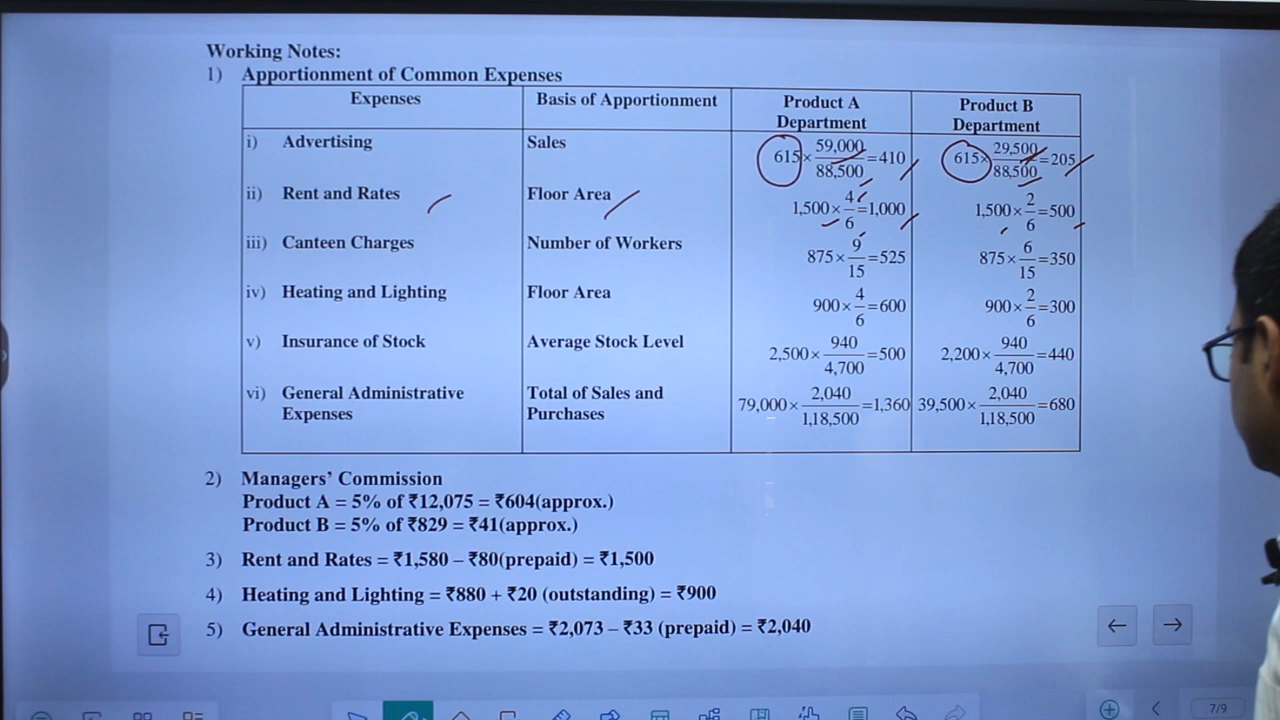 Working Notes:
1) Apportionment of Common Expenses
Expenses Basis of Apportionment Product A Department Product B Department
i) Advertising Sales 615×59,000/88,500=410 615×29,500/88,500=205
ii) Rent and Rates Floor Area 1,500×4/6=1,000 1,500×2/6=500
iii) Canteen Charges Number of Workers 875×9/15=525 875×6/15=350
iv) Heating and Lighting Floor Area 900×4/6=600 900×2/6=300
v) Insurance of Stock Average Stock Level 2,500×940/4,700=500 2,200×940/4,700=440
vi) General Administrative Expenses Total of Sales and Purchases 79,000×2,040/1,18,500=1,360 39,500×2,040/1,18,500=680
2) Managers' Commission
Product A = 5% of ₹12,075 = ₹604(approx.)
Product B = 5% of ₹829 = ₹41(approx.)
3) Rent and Rates = ₹1,580 – ₹80(prepaid) = ₹1,500
4) Heating and Lighting = ₹880 + ₹20 (outstanding) = ₹900
5) General Administrative Expenses = ₹2,073 – ₹33 (prepaid) = ₹2,040
7/9